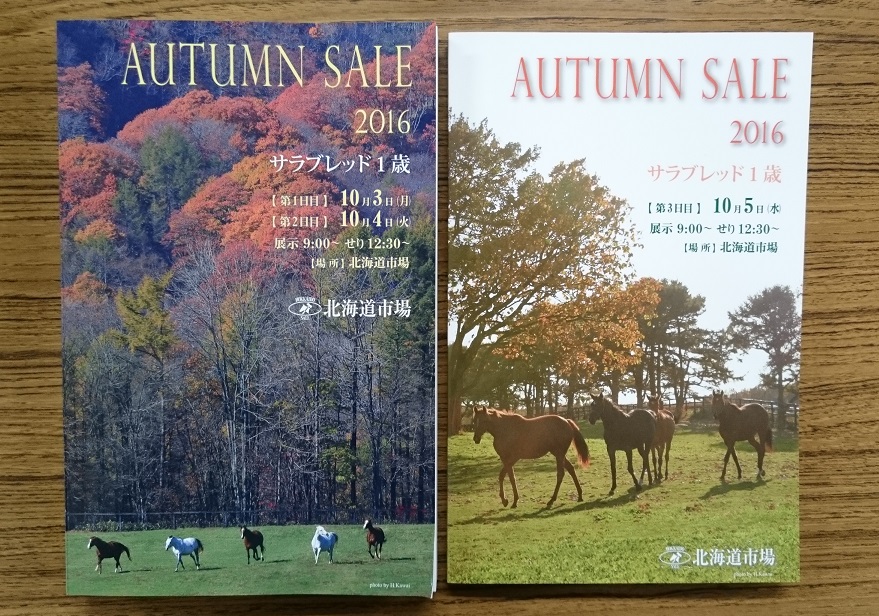 AUTUMN SALE
2016
サラブレッド1歳
【第1日目】 10月3日(月)
【第2日目】 10月4日(火)
展示 9:00〜 せり 12:30〜
【場所】北海道市場
北海道市場
photo by H.Kawai
AUTUMN SALE
2016
サラブレッド1歳
【第3日目】 10月5日(水)
展示 9:00〜 せり 12:30〜
【場所】北海道市場
北海道市場